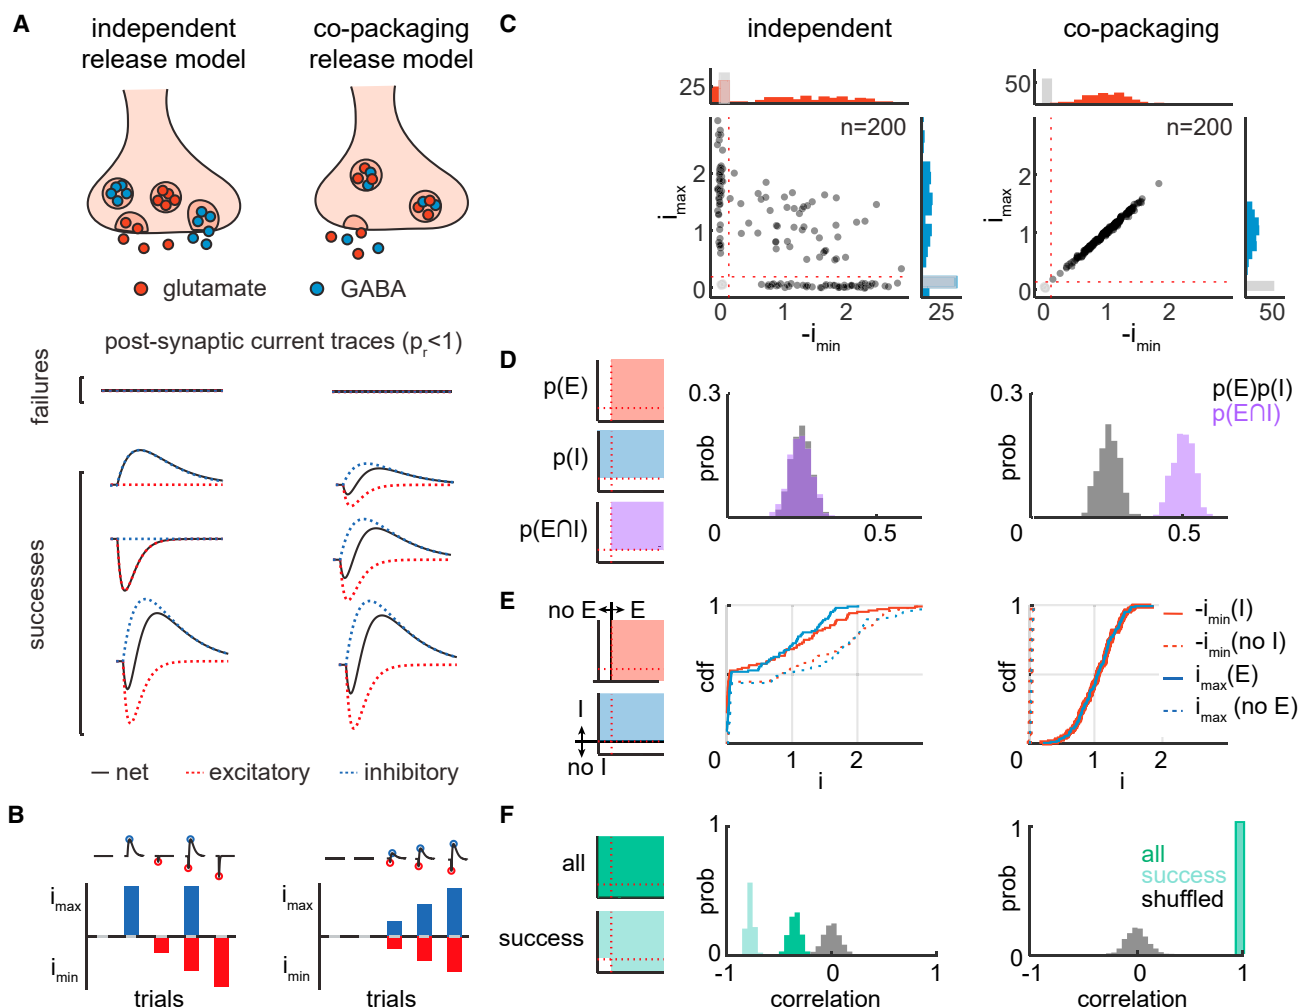 A
independent
release model
co-packaging
release model
glutamate
GABA
post-synaptic current traces (pr<1)
failures
successes
net
excitatory
inhibitory
B
imax
imin
trials
imax
imin
trials
C
independent
co-packaging
25
n=200
imax
2
1
0
0
1
2
-imin
25
50
n=200
imax
2
1
0
0
1
2
-imin
50
D
p(E)
p(I)
p(E∩I)
0.3
prob
0
0.5
0.3
prob
0
0.5
p(E)p(I)
p(E∩I)
E
no E
E
I
no I
1
cdf
0
1
2
i
1
cdf
0
1
2
i
-imin(I)
-imin(no I)
imax(E)
imax (no E)
F
all
success
1
prob
0
-1
0
1
correlation
1
prob
0
-1
0
1
correlation
all
success
shuffled